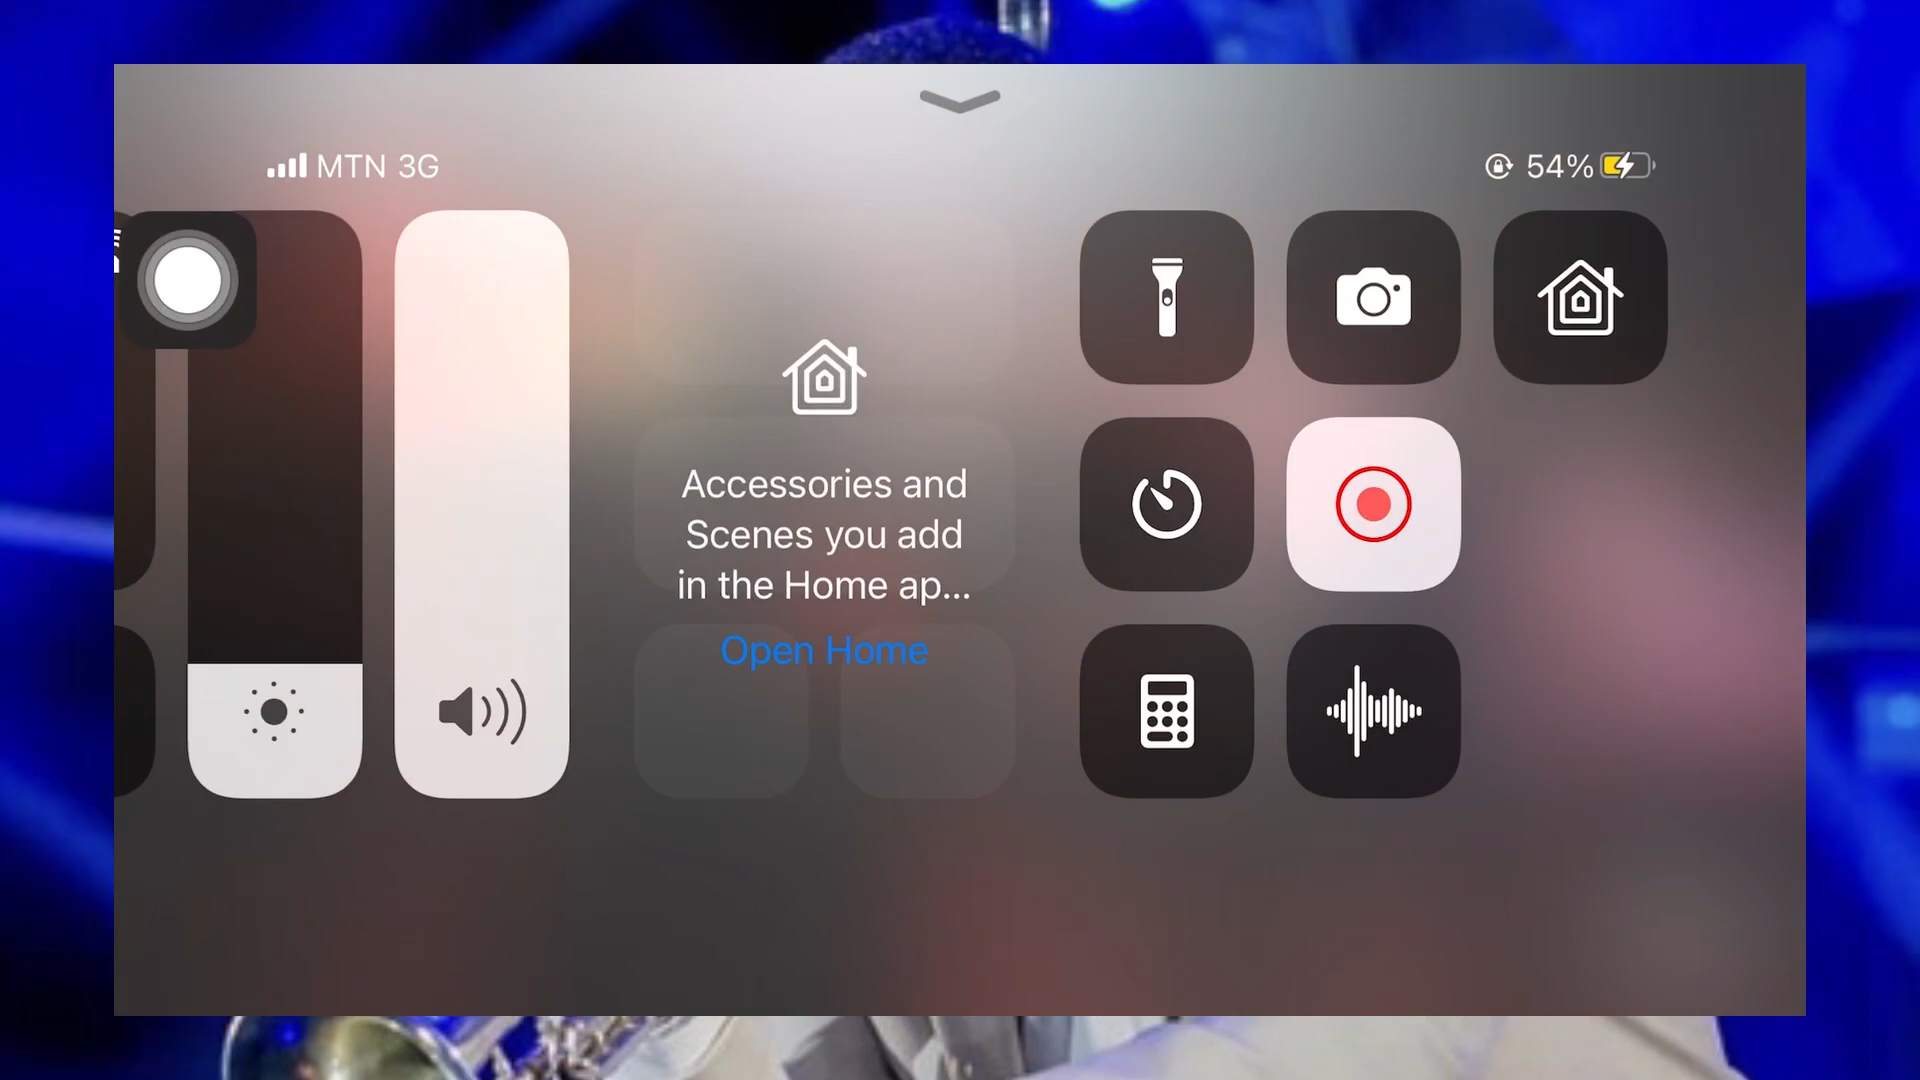 MTN 3G
54%
Accessories and
Scenes you add
in the Home ap...
Open Home